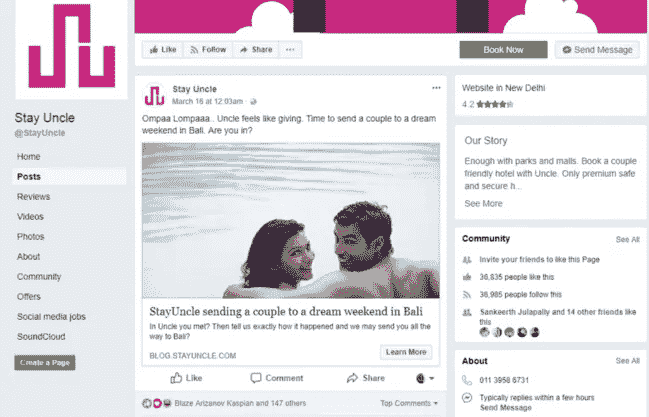 Like
Follow
Share
Book Now
Send Message
Stay Uncle
@StayUncle
Home
Posts
Reviews
Videos
Photos
About
Community
Offers
Social media jobs
SoundCloud
Create a Page
Stay Uncle
March 16 at 12:03am
Ompaa Lompaaa.. Uncle feels like giving. Time to send a couple to a dream
weekend in Bali. Are you in?
StayUncle sending a couple to a dream weekend in Bali
In Uncle you met? Then tell us exactly how it happened and we may send you all the
way to Bali?
BLOG.STAYUNCLE.COM
Learn More
Like
Comment
Share
Blaze Arizanov Kaspian and 147 others
Top Comments
Website in New Delhi
4.2
Our Story
Enough with parks and malls. Book a couple
friendly hotel with Uncle. Only premium safe
and secure h...
See More
Community
See All
Invite your friends to like this Page
36,835 people like this
36,985 people follow this
Sankeerth Julapally and 14 other friends like
this
About
See All
011 3958 6731
Typically replies within a few hours
Send Message